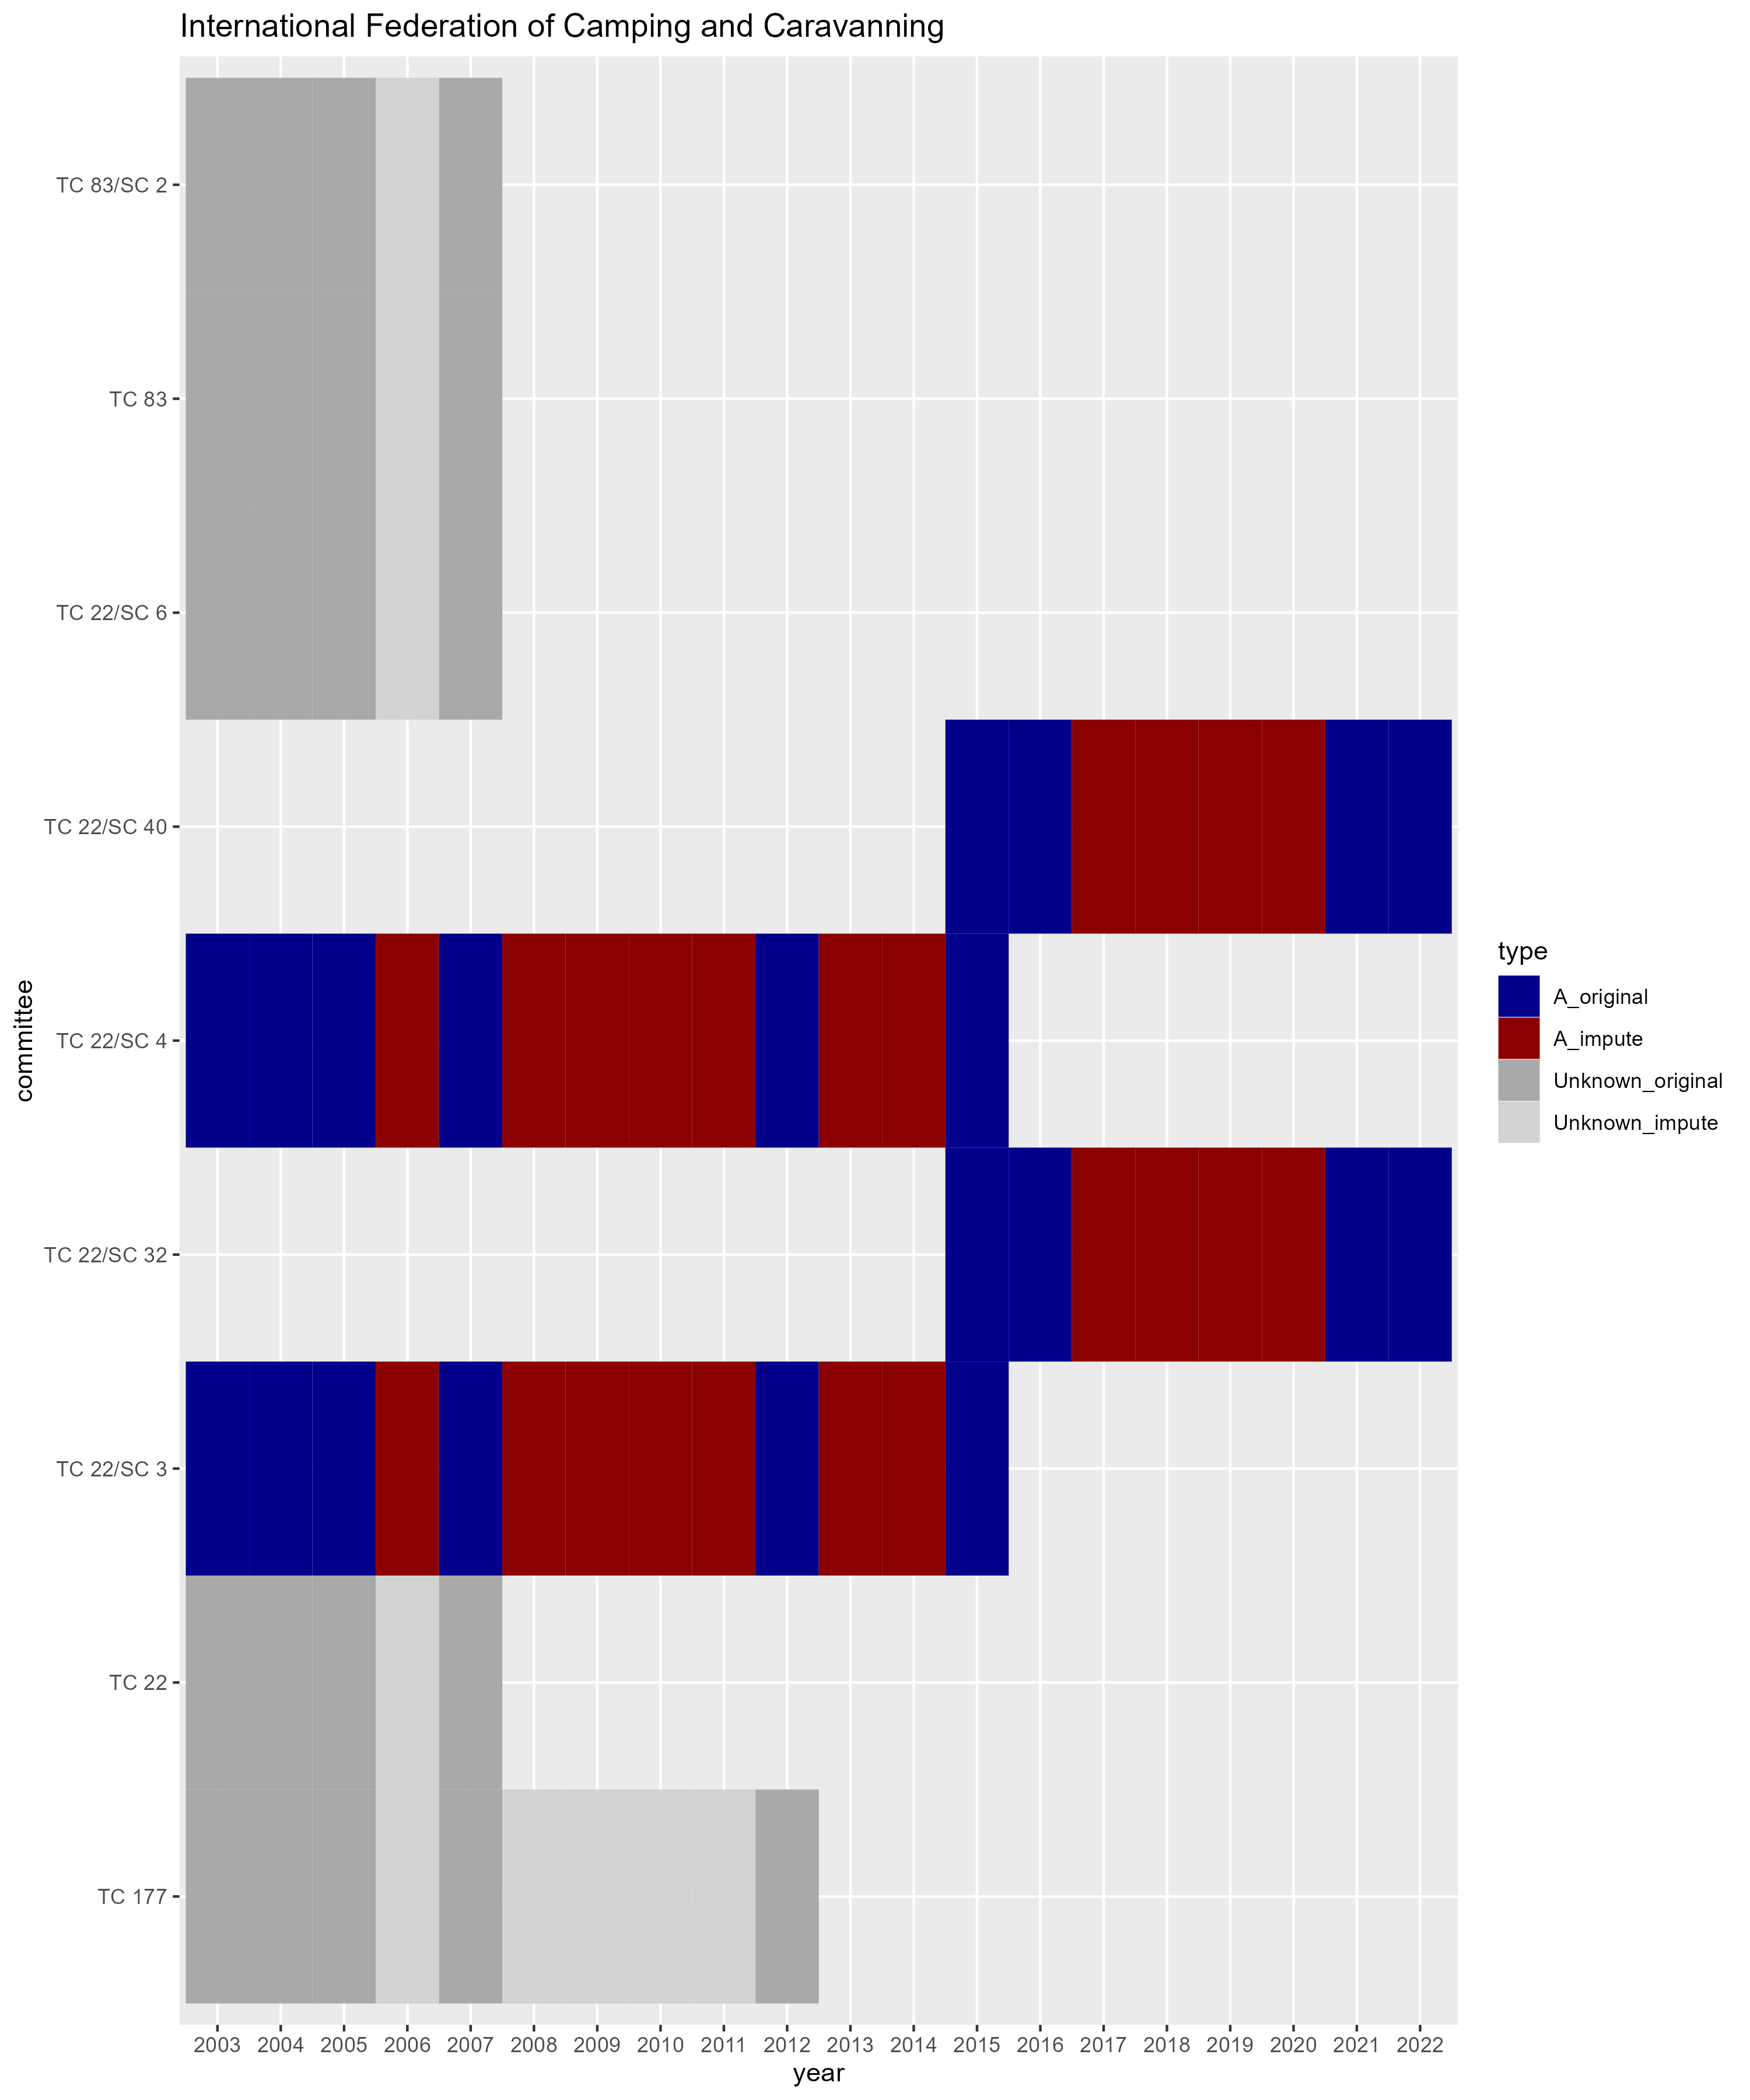 International Federation of Camping and Caravanning
TC 83/SC 2
TC 83
TC 22/SC 6
TC 22/SC 40
TC 22/SC 4
TC 22/SC 32
TC 22/SC 3
TC 22
TC 177
committee
2003 2004 2005 2006 2007 2008 2009 2010 2011 2012 2013 2014 2015 2016 2017 2018 2019 2020 2021 2022
year
type
A_original
A_impute
Unknown_original
Unknown_impute